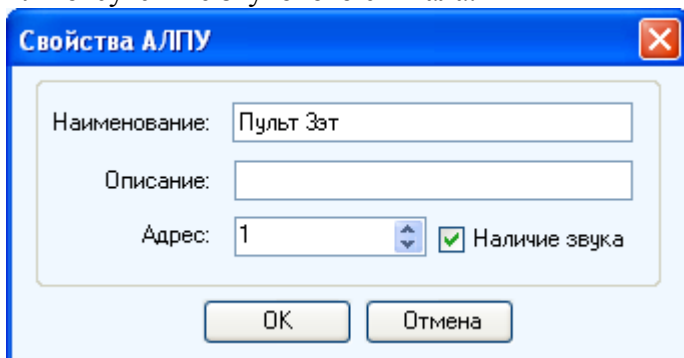 Свойства АЛПУ
Наименование: Пульт 3эт
Описание:
Адрес: 1 Наличие звука
OK Отмена